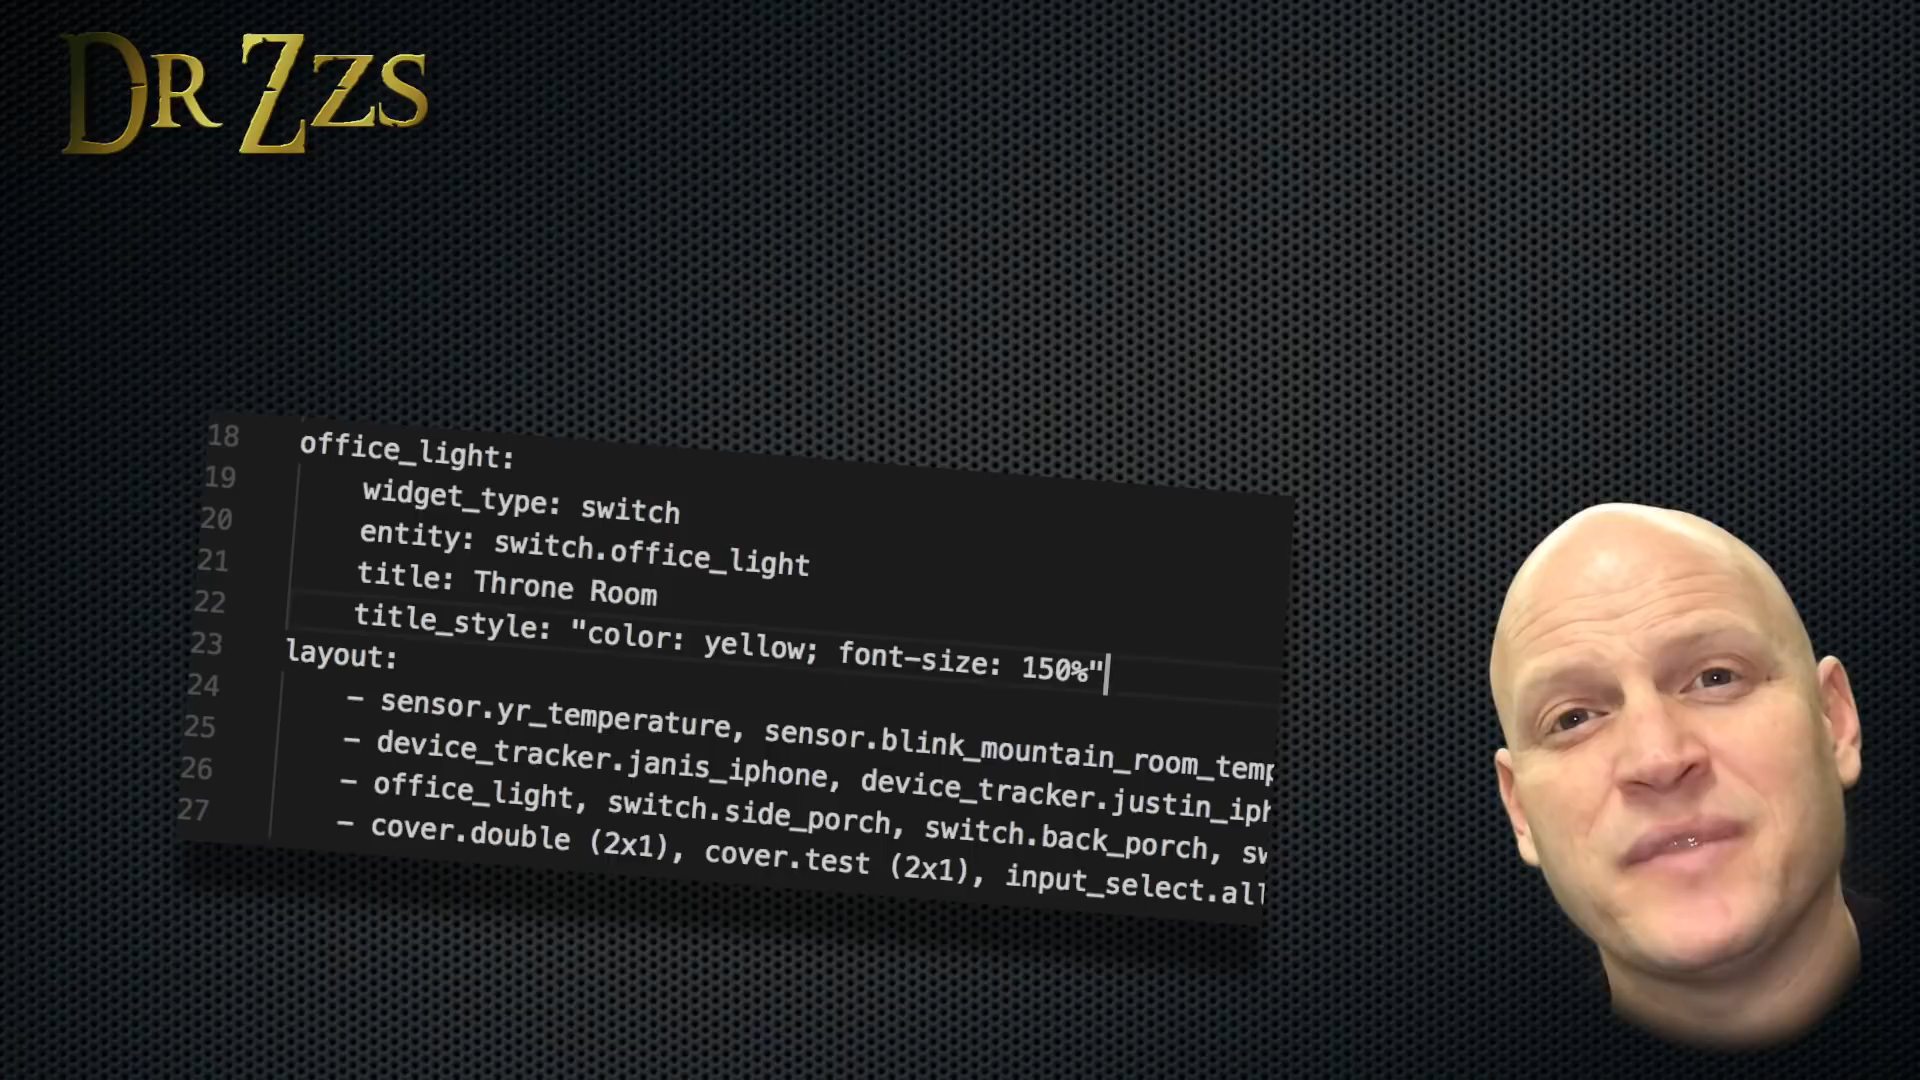 Dr Zzs
18 office_light:
19 widget_type: switch
20 entity: switch.office_light
21 title: Throne Room
22 title_style: "color: yellow; font-size: 150%"
23 layout:
24 - sensor.yr_temperature, sensor.blink_mountain_room_temp
25 - device_tracker.janis_iphone, device_tracker.justin_iph
26 - office_light, switch.side_porch, switch.back_porch, sw
27 - cover.double (2x1), cover.test (2x1), input_select.all